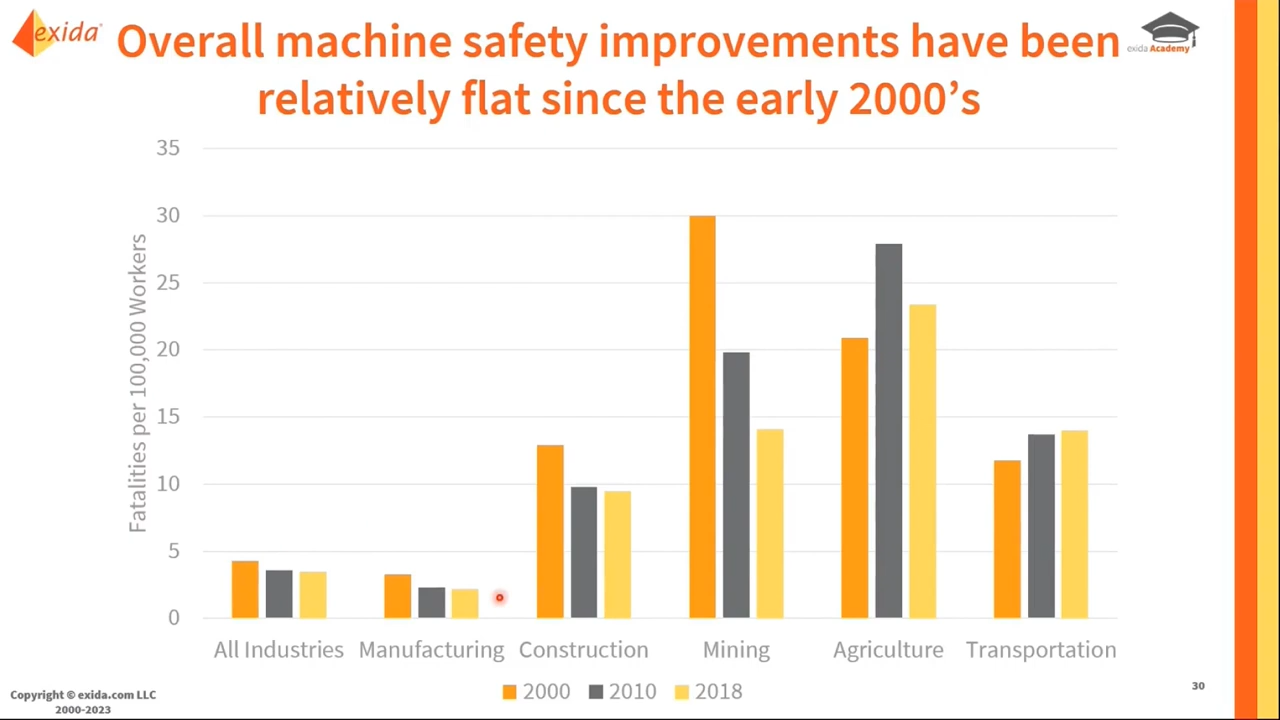 exida
Overall machine safety improvements have been
relatively flat since the early 2000’s
exida Academy
35
30
25
20
15
10
5
0
Fatalities per 100,000 Workers
All Industries
Manufacturing
Construction
Mining
Agriculture
Transportation
2000
2010
2018
Copyright © exida.com LLC
2000-2023
30